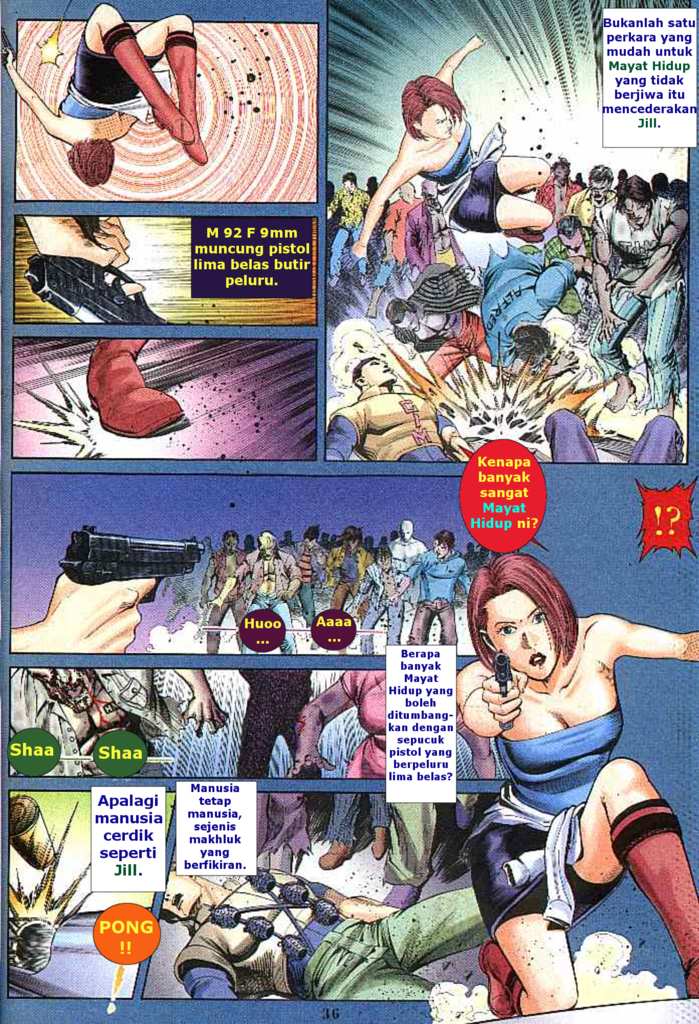 Bukanlah satu
perkara yang
mudah untuk
Mayat Hidup
yang tidak
berjiwa itu
mencederakan
Jill.
M 92 F 9mm
muncung pistol
lima belas butir
peluru.
ALFRED
Kenapa
banyak
sangat
Mayat
Hidup ni?
!?
Huoo
...
Aaaa
...
Berapa
banyak
Mayat
Hidup yang
boleh
ditumbang-
kan dengan
sepucuk
pistol yang
berpeluru
lima belas?
Shaa
Shaa
Apalagi
manusia
cerdik
seperti
Jill.
Manusia
tetap
manusia,
sejenis
makhluk
yang
berfikiran.
PONG
!!
36